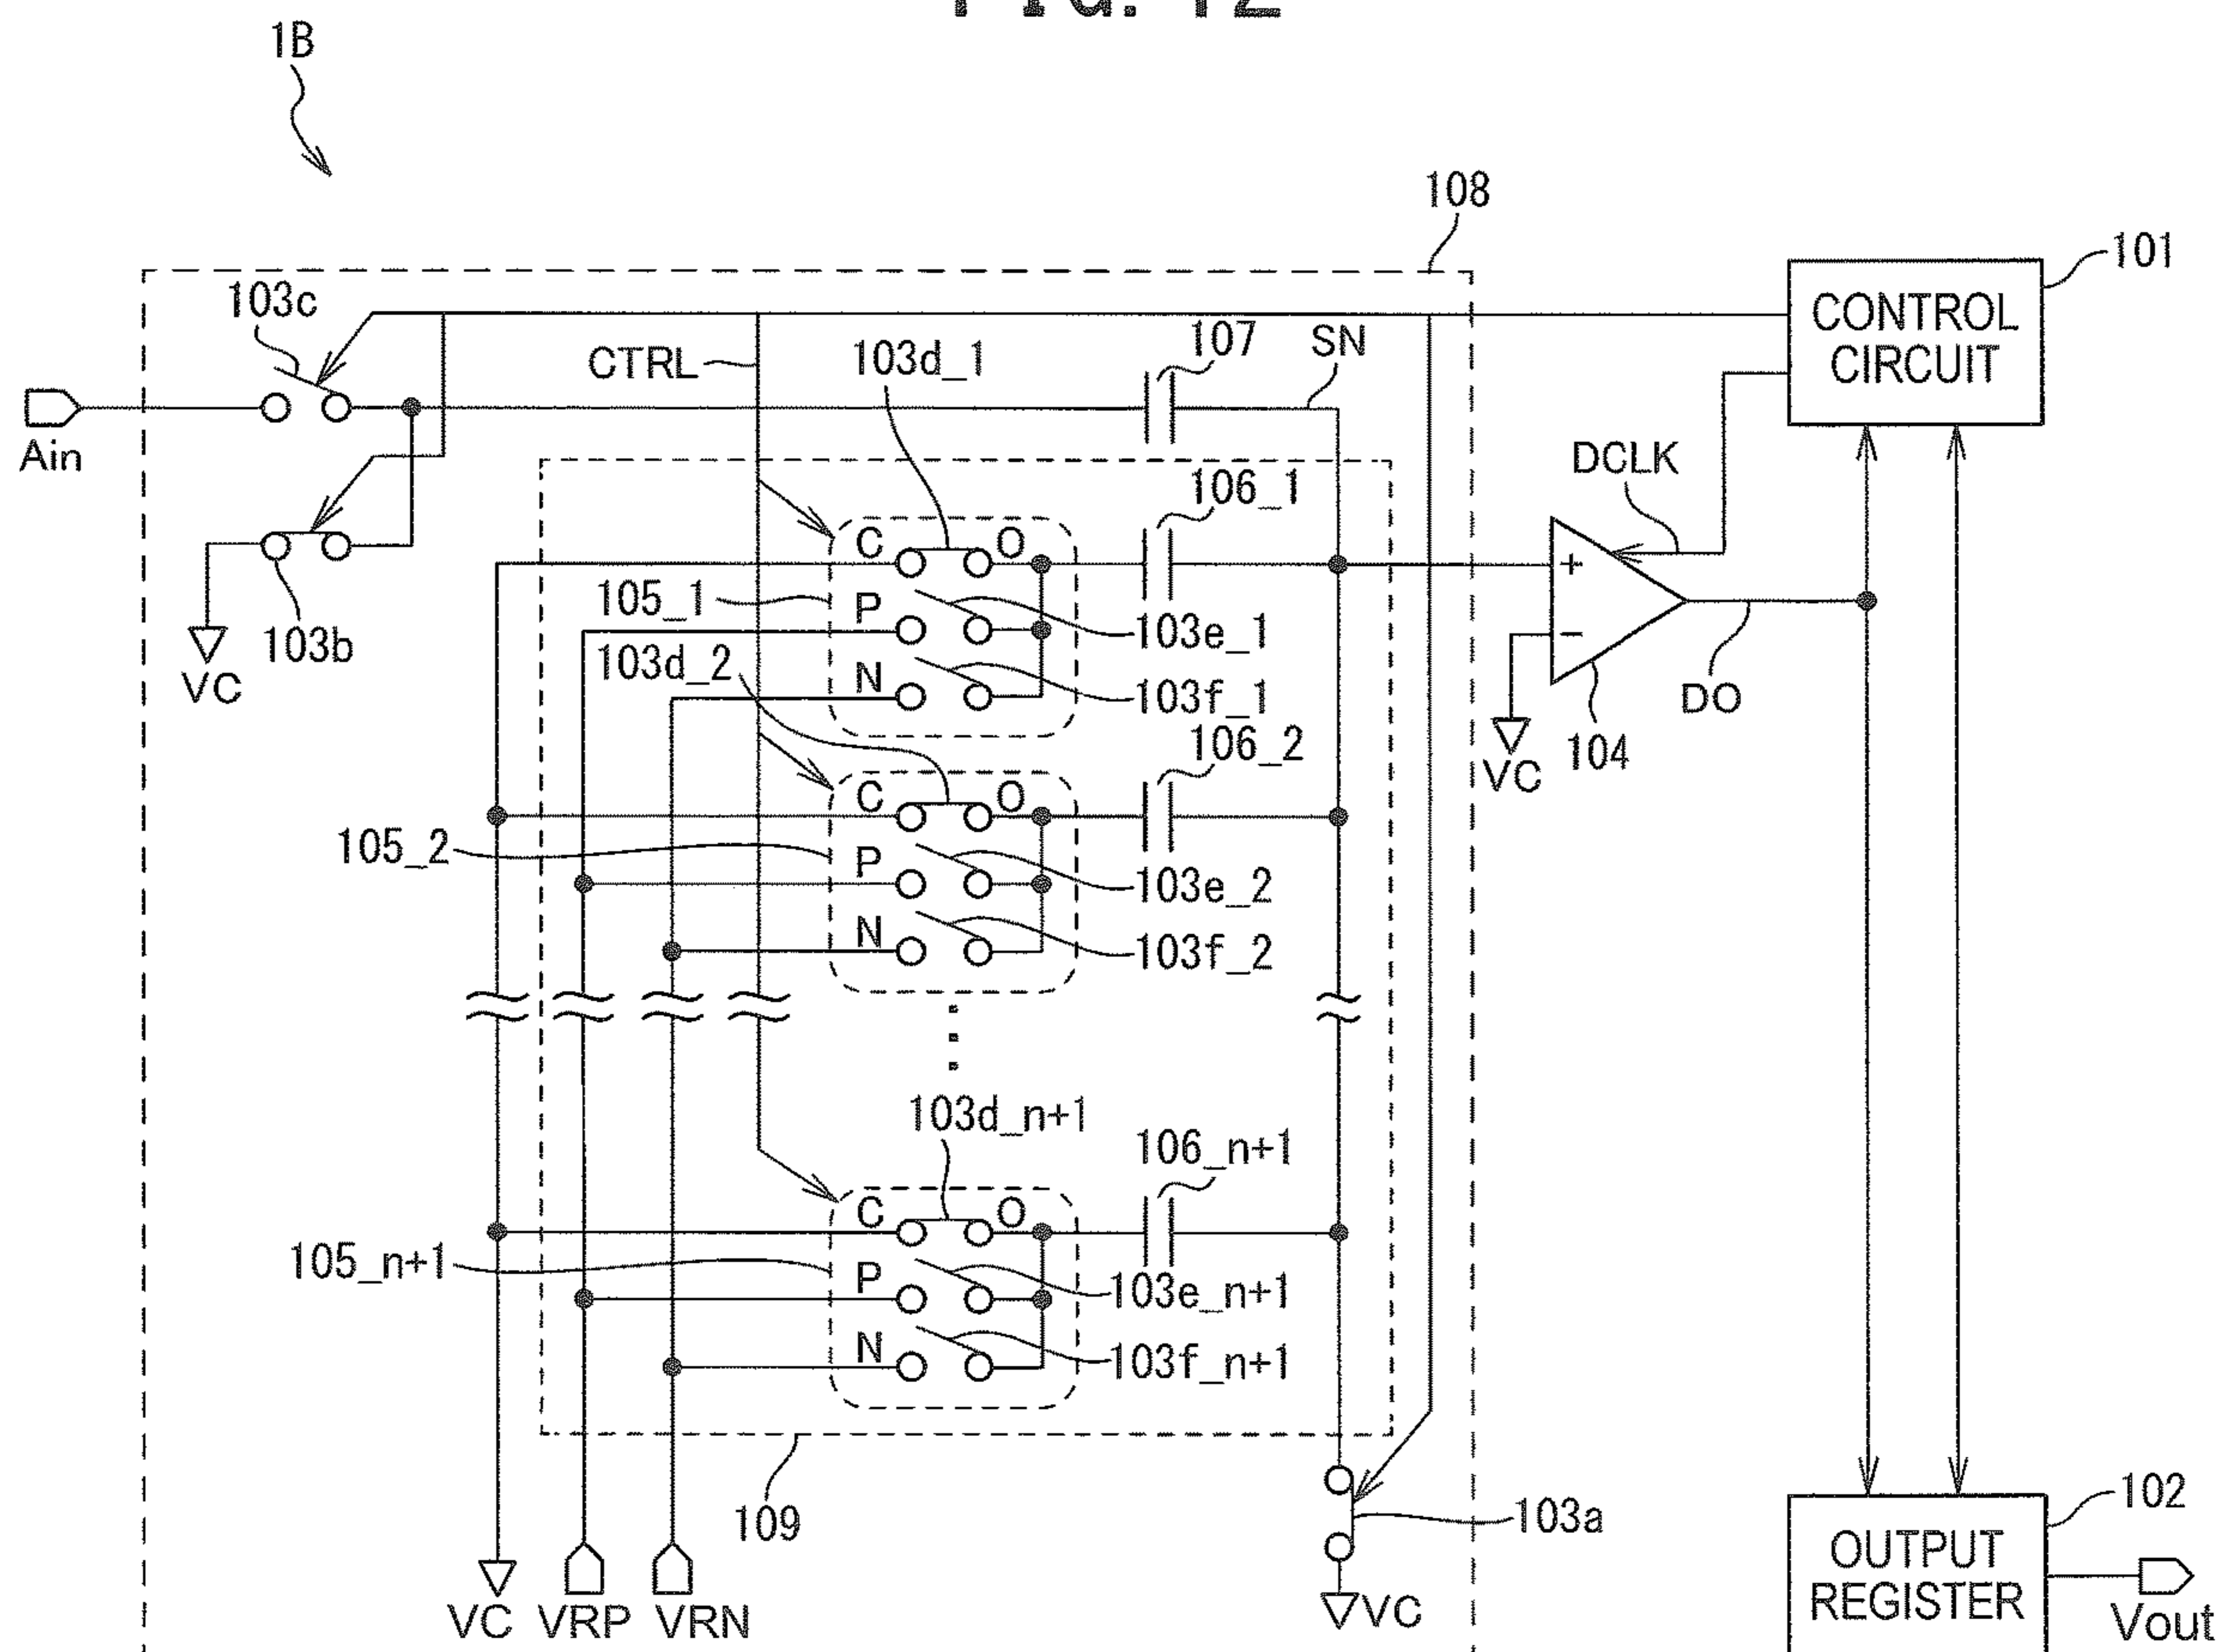 FIG. 12
1B
108
101
103c
CONTROL
CIRCUIT
107
SN
CTRL
103d_1
Ain
DCLK
106_1
C
O
105_1
P
103e_1
103b
103d_2
N
103f_1
VC
DO
106_2
VC
104
C
O
105_2
P
103e_2
N
103f_2
103d_n+1
106_n+1
C
O
105_n+1
P
103e_n+1
N
103f_n+1
102
109
103a
OUTPUT
REGISTER
VC
VRP
VRN
VC
Vout
+
−